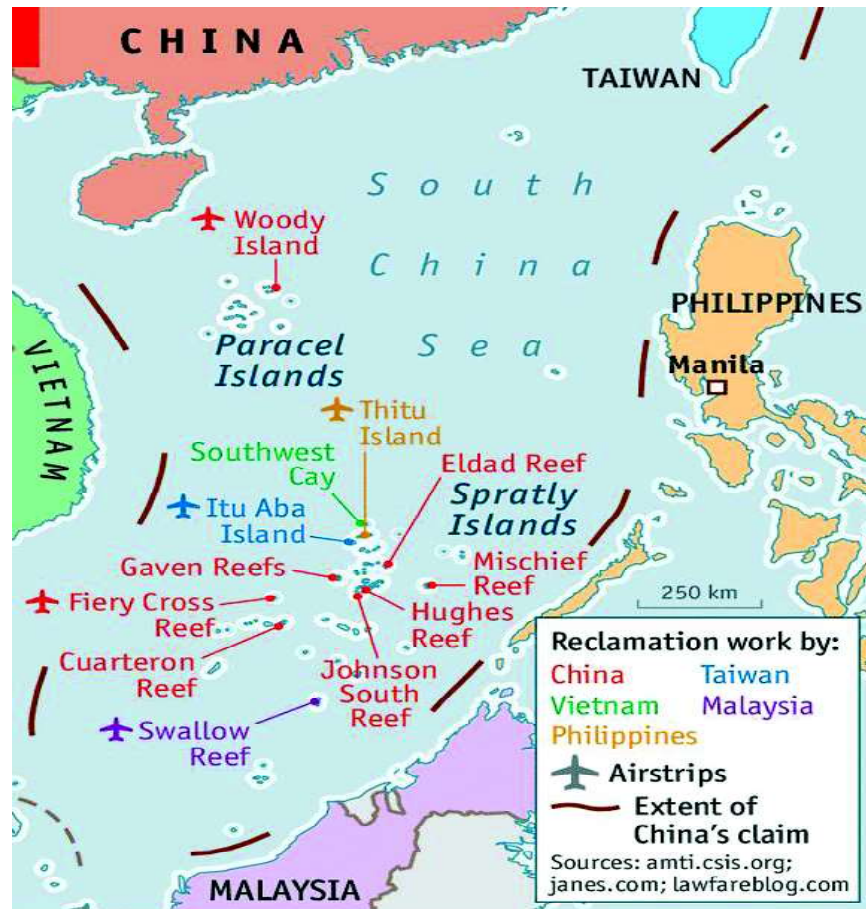 CHINA
TAIWAN
South
China
Sea
Woody
Island
PHILIPPINES
Manila
VIETNAM
Paracel
Islands
Thitu
Island
Southwest
Cay
Eldad Reef
Spratly
Islands
Itu Aba
Island
Gaven Reefs
Mischief
Reef
Fiery Cross
Reef
Hughes
Reef
Cuarteron
Reef
Johnson
South
Reef
Swallow
Reef
MALAYSIA
250 km
Reclamation work by:
China Taiwan
Vietnam Malaysia
Philippines
Airstrips
Extent of
China’s claim
Sources: amti.csis.org;
janes.com; lawfareblog.com